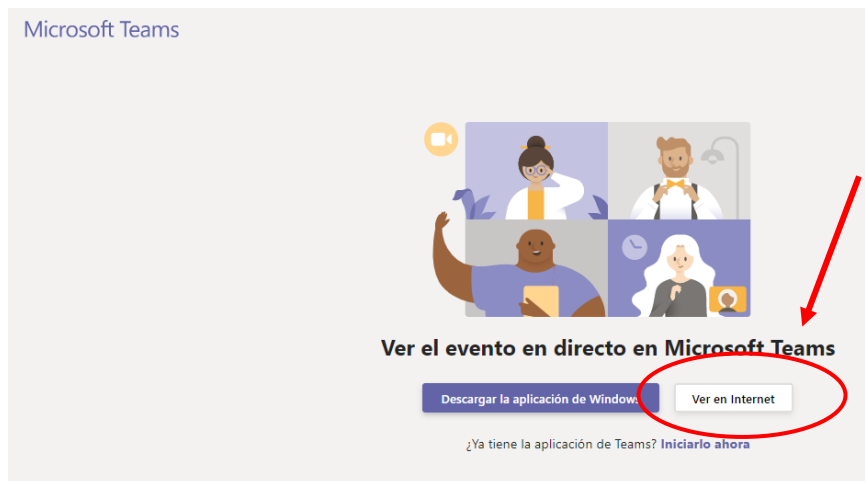 Microsoft Teams
Ver el evento en directo en Microsoft Teams
Descargar la aplicación de Windows
Ver en Internet
¿Ya tiene la aplicación de Teams? Iniciarlo ahora